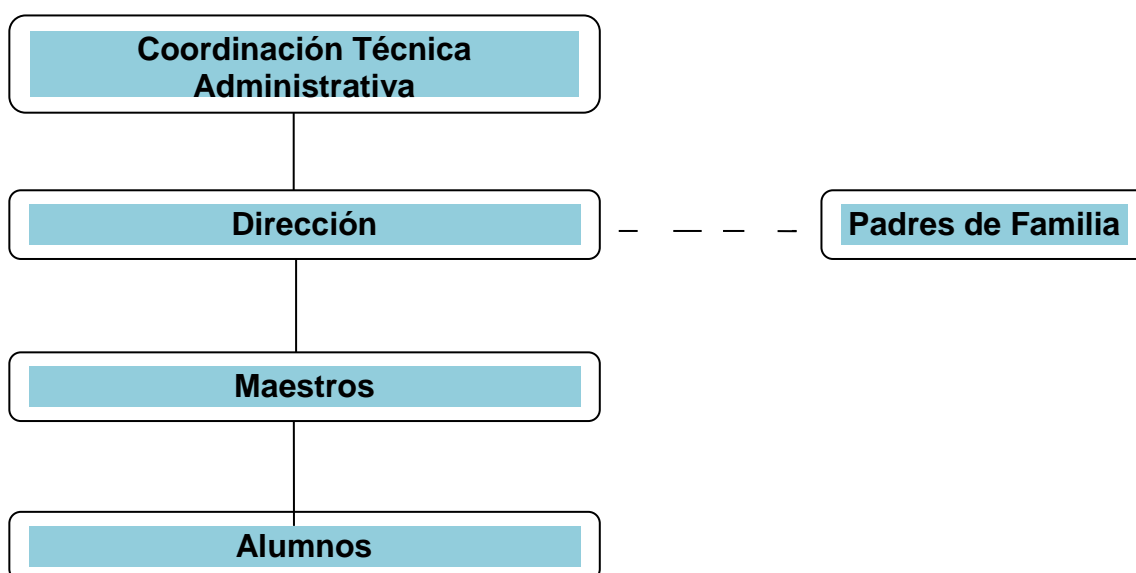 Coordinación Técnica
Administrativa
Dirección
Padres de Familia
Maestros
Alumnos